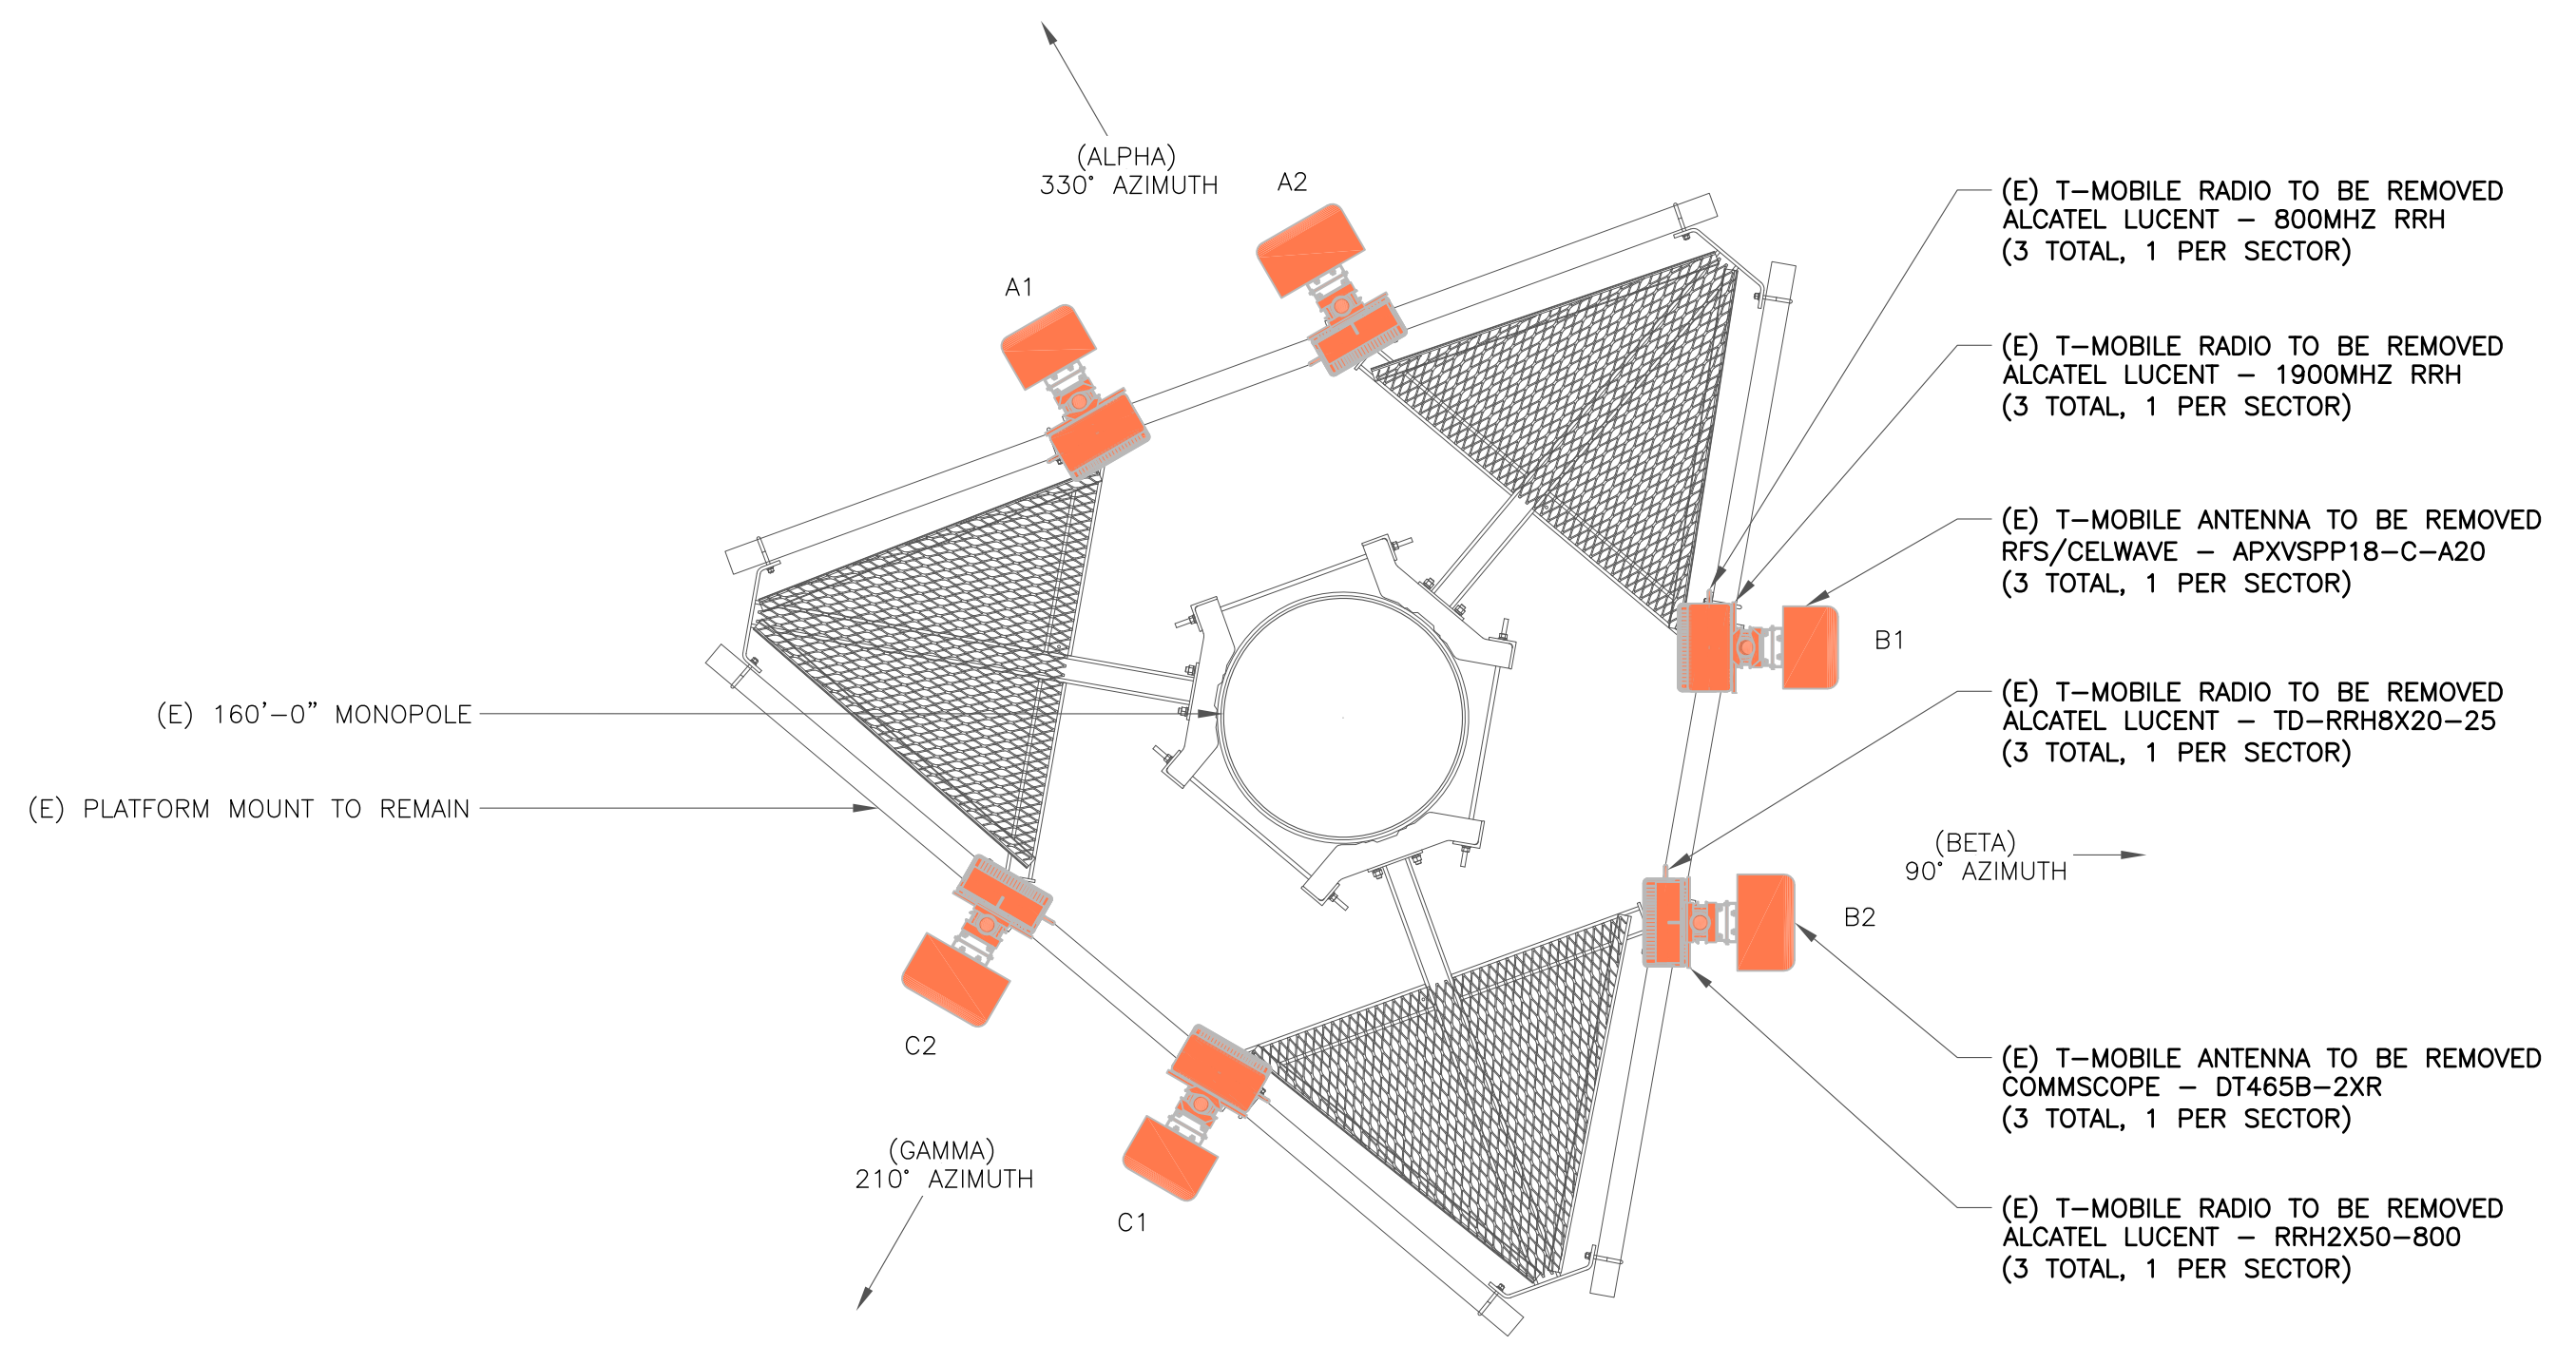 (ALPHA)
330° AZIMUTH
A2
A1
(E) T-MOBILE RADIO TO BE REMOVED
ALCATEL LUCENT - 800MHZ RRH
(3 TOTAL, 1 PER SECTOR)
(E) T-MOBILE RADIO TO BE REMOVED
ALCATEL LUCENT - 1900MHZ RRH
(3 TOTAL, 1 PER SECTOR)
(E) T-MOBILE ANTENNA TO BE REMOVED
RFS/CELWAVE - APXVSPP18-C-A20
(3 TOTAL, 1 PER SECTOR)
B1
(E) T-MOBILE RADIO TO BE REMOVED
ALCATEL LUCENT - TD-RRH8X20-25
(3 TOTAL, 1 PER SECTOR)
(E) 160'-0" MONOPOLE
(E) PLATFORM MOUNT TO REMAIN
(BETA)
90° AZIMUTH
B2
C2
(E) T-MOBILE ANTENNA TO BE REMOVED
COMMSCOPE - DT465B-2XR
(3 TOTAL, 1 PER SECTOR)
(GAMMA)
210° AZIMUTH
C1
(E) T-MOBILE RADIO TO BE REMOVED
ALCATEL LUCENT - RRH2X50-800
(3 TOTAL, 1 PER SECTOR)